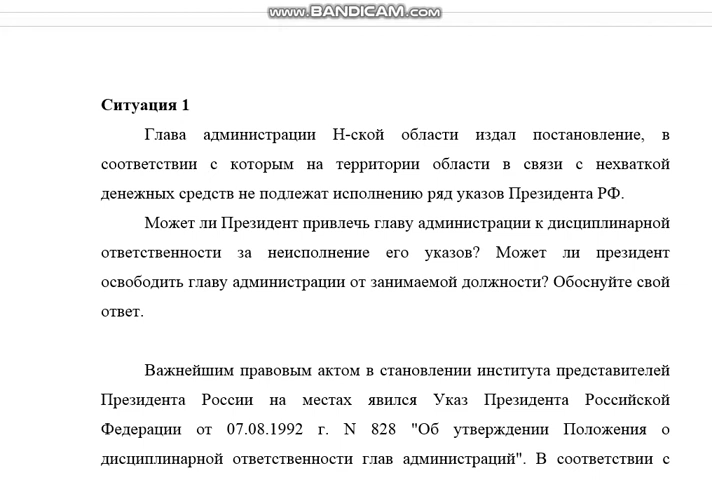 www.BANDICAM.com
Ситуация 1
Глава администрации Н-ской области издал постановление, в
соответствии с которым на территории области в связи с нехваткой
денежных средств не подлежат исполнению ряд указов Президента РФ.
Может ли Президент привлечь главу администрации к дисциплинарной
ответственности за неисполнение его указов? Может ли президент
освободить главу администрации от занимаемой должности? Обоснуйте свой
ответ.
Важнейшим правовым актом в становлении института представителей
Президента России на местах явился Указ Президента Российской
Федерации от 07.08.1992 г. N 828 "Об утверждении Положения о
дисциплинарной ответственности глав администраций". В соответствии с